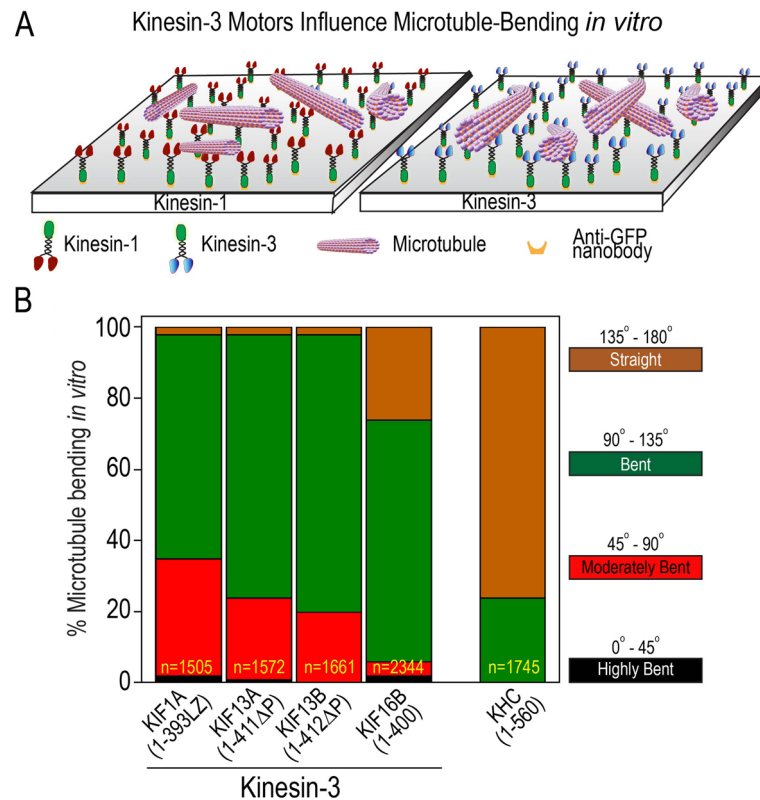 A
Kinesin-3 Motors Influence Microtuble-Bending in vitro
Kinesin-1
Kinesin-3
Kinesin-1
Kinesin-3
Microtubule
Anti-GFP
nanobody
B
% Microtubule bending in vitro
100
80
60
40
20
0
n=1505
n=1572
n=1661
n=2344
n=1745
KIF1A
(1-393LZ)
KIF13A
(1-411ΔP)
KIF13B
(1-412ΔP)
KIF16B
(1-400)
KHC
(1-560)
Kinesin-3
135° - 180°
Straight
90° - 135°
Bent
45° - 90°
Moderately Bent
0° - 45°
Highly Bent